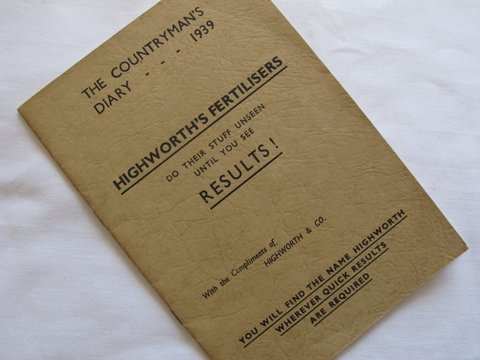 THE COUNTRYMAN'S
DIARY - - - 1939
HIGHWORTH'S FERTILISERS
DO THEIR STUFF UNSEEN
UNTIL YOU SEE
RESULTS!
With the Compliments of
HIGHWORTH & CO.
YOU WILL FIND THE NAME HIGHWORTH
WHEREVER QUICK RESULTS
ARE REQUIRED